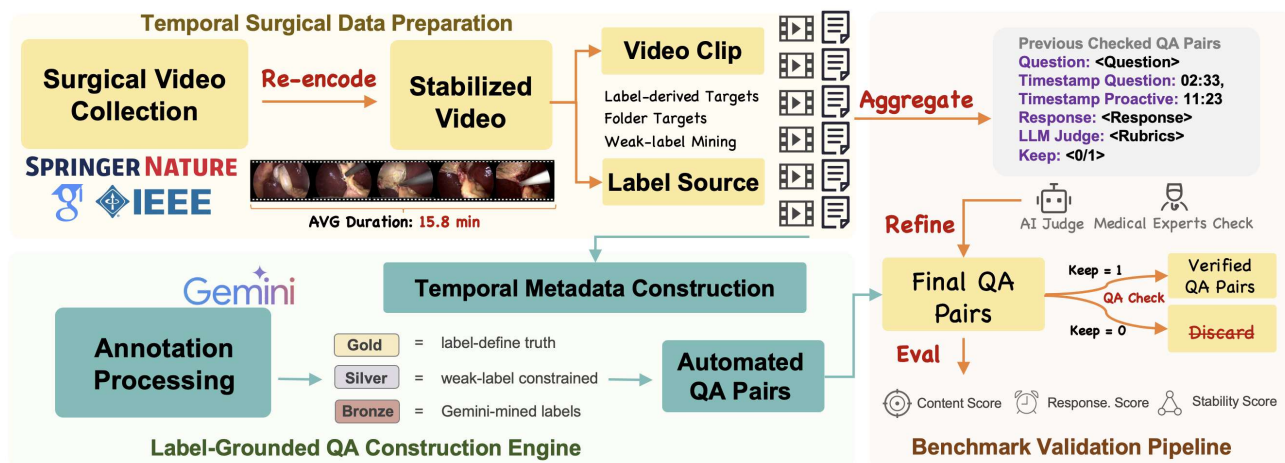 Temporal Surgical Data Preparation
Surgical Video
Collection
Re-encode
Stabilized
Video
Video Clip
Label-derived Targets
Folder Targets
Weak-label Mining
Label Source
SPRINGER NATURE
g
IEEE
AVG Duration: 15.8 min
Aggregate
Previous Checked QA Pairs
Question: <Question>
Timestamp Question: 02:33,
Timestamp Proactive: 11:23
Response: <Response>
LLM Judge: <Rubrics>
Keep: <0/1>
Refine
AI Judge
Medical Experts Check
Final QA
Pairs
Keep = 1
QA Check
Keep = 0
Verified
QA Pairs
Discard
Eval
Content Score
Response. Score
Stability Score
Benchmark Validation Pipeline
Gemini
Temporal Metadata Construction
Annotation
Processing
Gold = label-define truth
Silver = weak-label constrained
Bronze = Gemini-mined labels
Automated
QA Pairs
Label-Grounded QA Construction Engine